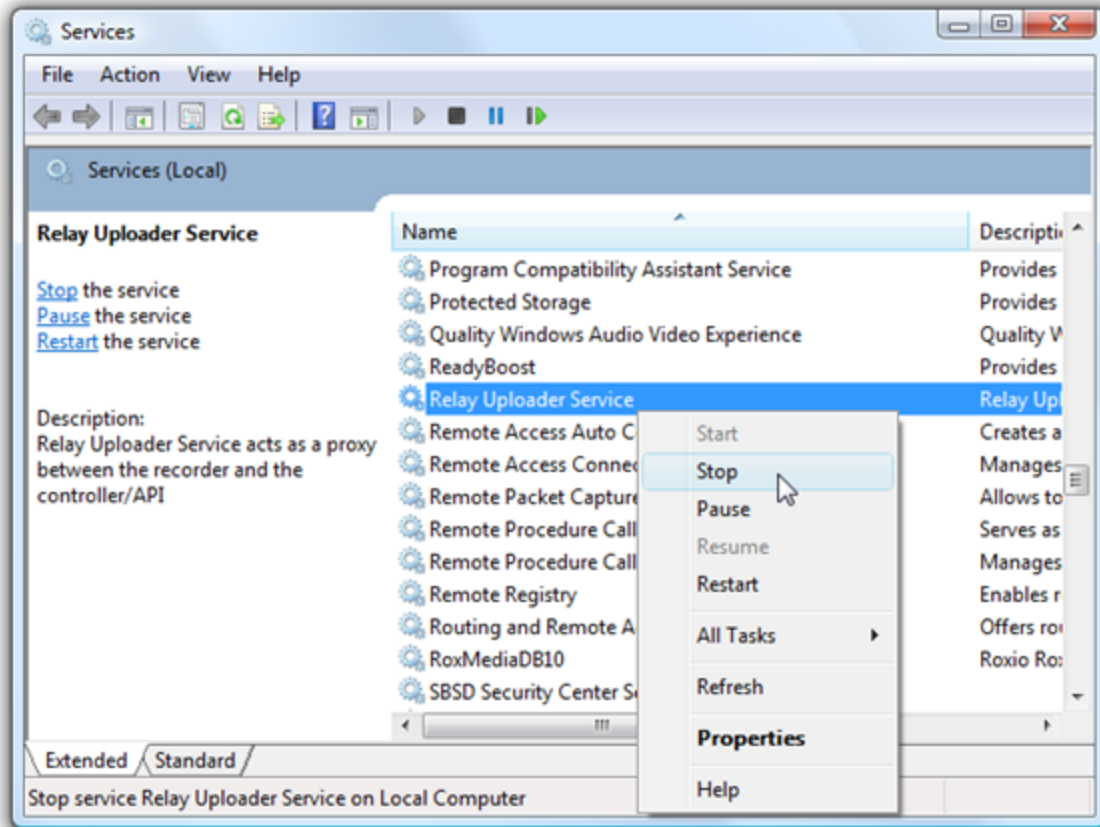 Services
File Action View Help
Services (Local)
Relay Uploader Service
Stop the service
Pause the service
Restart the service
Description:
Relay Uploader Service acts as a proxy
between the recorder and the
controller/API
Name
Program Compatibility Assistant Service Provides
Protected Storage Provides
Quality Windows Audio Video Experience Quality
ReadyBoost Provides
Relay Uploader Service Relay
Remote Access Auto Creates a
Remote Access Manages
Remote Packet Capture Allows to
Remote Procedure Call Serves as
Remote Procedure Call Manages
Remote Registry Enables
Routing and Remote Offers
RoxMediaDB10 Roxio
SBSD Security Center
Start
Stop
Pause
Resume
Restart
All Tasks
Refresh
Properties
Help
Extended Standard
Stop service Relay Uploader Service on Local Computer